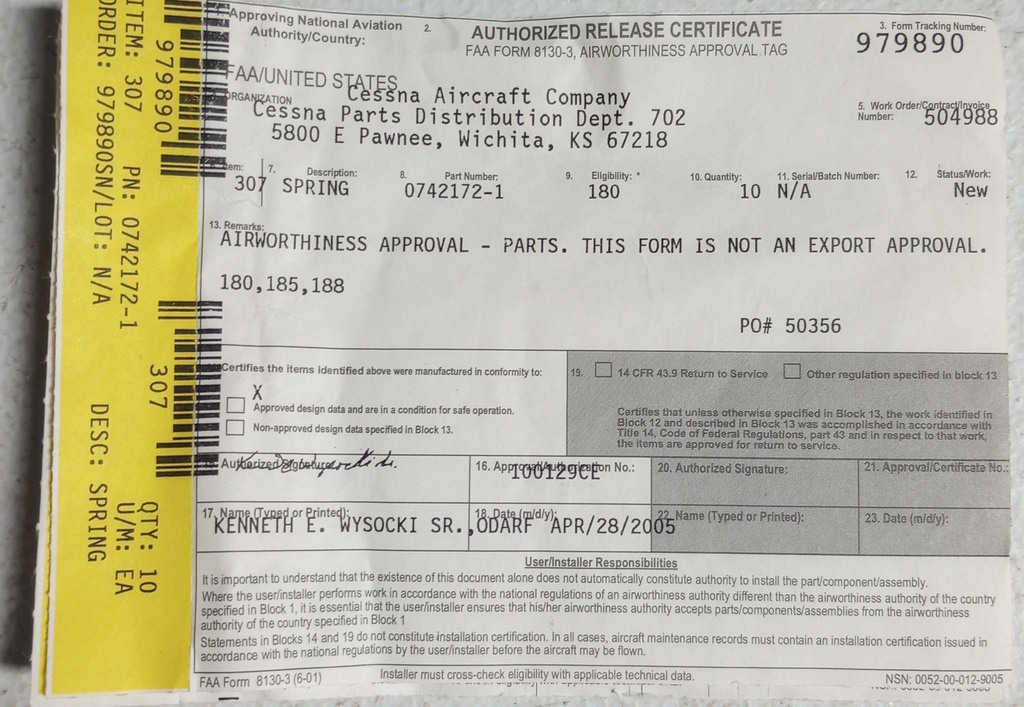 Approving National Aviation
Authority/Country:
2.
AUTHORIZED RELEASE CERTIFICATE
FAA FORM 8130-3, AIRWORTHINESS APPROVAL TAG
3. Form Tracking Number:
979890
FAA/UNITED STATES
ORGANIZATION
Cessna Aircraft Company
Cessna Parts Distribution Dept. 702
5800 E Pawnee, Wichita, KS 67218
5. Work Order/Contract/Invoice
Number: 504988
7. Description: 8. Part Number: 9. Eligibility: * 10. Quantity: 11. Serial/Batch Number: 12. Status/Work:
307 SPRING 0742172-1 180 10 N/A New
13. Remarks:
AIRWORTHINESS APPROVAL - PARTS. THIS FORM IS NOT AN EXPORT APPROVAL.
180,185,188
PO# 50356
Certifies the items identified above were manufactured in conformity to:
X
Approved design data and are in a condition for safe operation.
Non-approved design data specified in Block 13.
19. 14 CFR 43.9 Return to Service Other regulation specified in block 13
Certifies that unless otherwise specified in Block 13, the work identified in
Block 12 and described in Block 13 was accomplished in accordance with
Title 14, Code of Federal Regulations, part 43 and in respect to that work,
the items are approved for return to service.
Authorized Signature:
16. Approval/Authorization No.:
100129CE
20. Authorized Signature:
21. Approval/Certificate No.:
17. Name (Typed or Printed):
KENNETH E. WYSOCKI SR.,ODARF
18. Date (m/d/y):
APR/28/2005
22. Name (Typed or Printed):
23. Date (m/d/y):
User/Installer Responsibilities
It is important to understand that the existence of this document alone does not automatically constitute authority to install the part/component/assembly.
Where the user/installer performs work in accordance with the national regulations of an airworthiness authority different than the airworthiness authority of the country
specified in Block 1, it is essential that the user/installer ensures that his/her airworthiness authority accepts parts/components/assemblies from the airworthiness
authority of the country specified in Block 1
Statements in Blocks 14 and 19 do not constitute installation certification. In all cases, aircraft maintenance records must contain an installation certification issued in
accordance with the national regulations by the user/installer before the aircraft may be flown.
FAA Form 8130-3 (6-01)
Installer must cross-check eligibility with applicable technical data.
NSN: 0052-00-012-9005
979890
307
ITEM: 307 PN: 0742172-1 QTY: 10
U/M: EA
ORDER: 979890SN/LOT: N/A DESC: SPRING